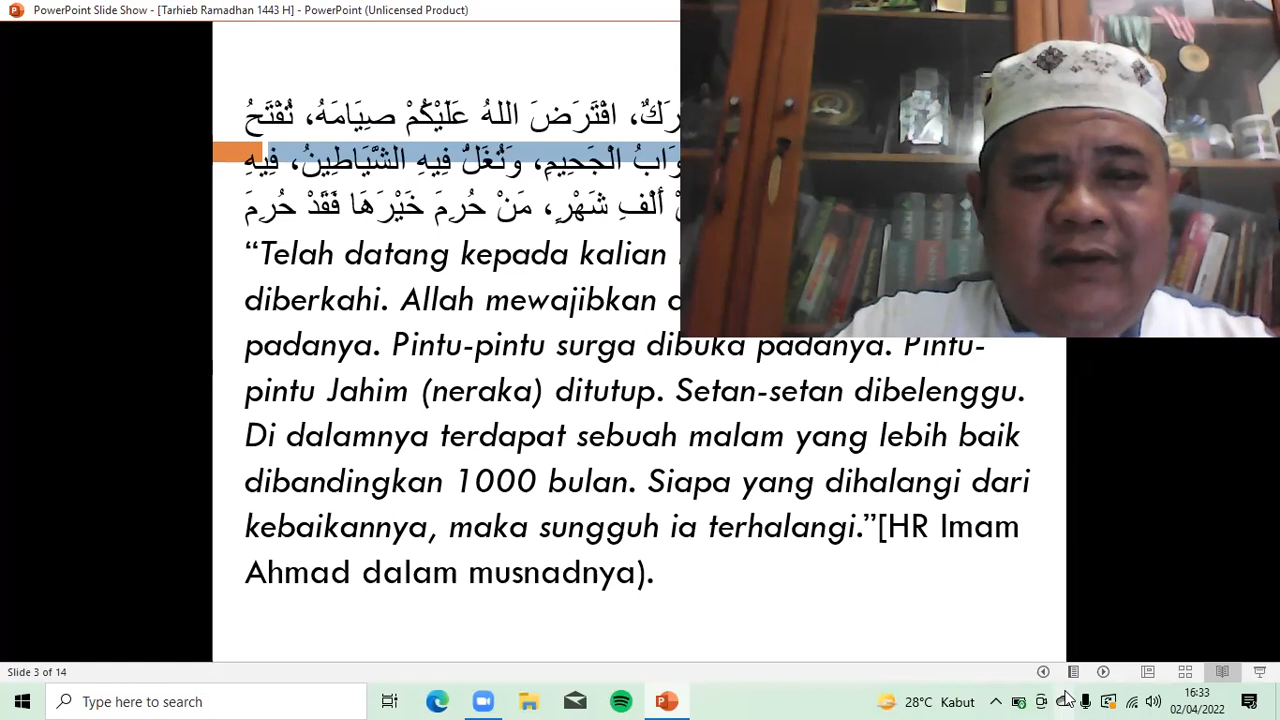 PowerPoint Slide Show - [Tarhieb Ramadhan 1443 H] - PowerPoint (Unlicensed Product)
افْتَرَضَ اللهُ عَلَيْكُمْ صِيَامَهُ، تُفْتَحُ
الْجَحِيمِ، وَتُغَلُّ فِيهِ الشَّيَاطِينُ، فِيهِ
أَلْفِ شَهْرٍ، مَنْ حُرِمَ خَيْرَهَا فَقَدْ حُرِمَ
“Telah datang kepada kalian
diberkahi. Allah mewajibkan
padanya. Pintu-pintu surga dibuka padanya. Pintu-
pintu Jahim (neraka) ditutup. Setan-setan dibelenggu.
Di dalamnya terdapat sebuah malam yang lebih baik
dibandingkan 1000 bulan. Siapa yang dihalangi dari
kebaikannya, maka sungguh ia terhalangi.”[HR Imam
Ahmad dalam musnadnya).
Slide 3 of 14
Type here to search
28°C Kabut
16:33
02/04/2022